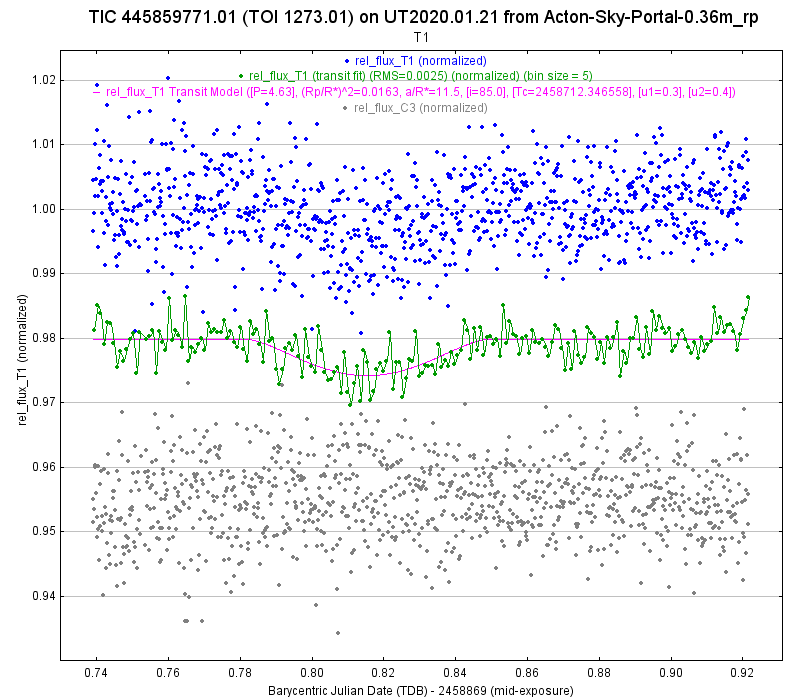 TIC 445859771.01 (TOI 1273.01) on UT2020.01.21 from Acton-Sky-Portal-0.36m_rp
T1
rel_flux_T1 (normalized)
rel_flux_T1 (transit fit) (RMS=0.0025) (normalized) (bin size = 5)
rel_flux_T1 Transit Model ([P=4.63], (Rp/R*)^2=0.0163, a/R*=11.5, [i=85.0], [Tc=2458712.346558], [u1=0.3], [u2=0.4])
rel_flux_C3 (normalized)
rel_flux_T1 (normalized)
1.02
1.01
1.00
0.99
0.98
0.97
0.96
0.95
0.94
0.74 0.76 0.78 0.80 0.82 0.84 0.86 0.88 0.90 0.92
Barycentric Julian Date (TDB) - 2458869 (mid-exposure)